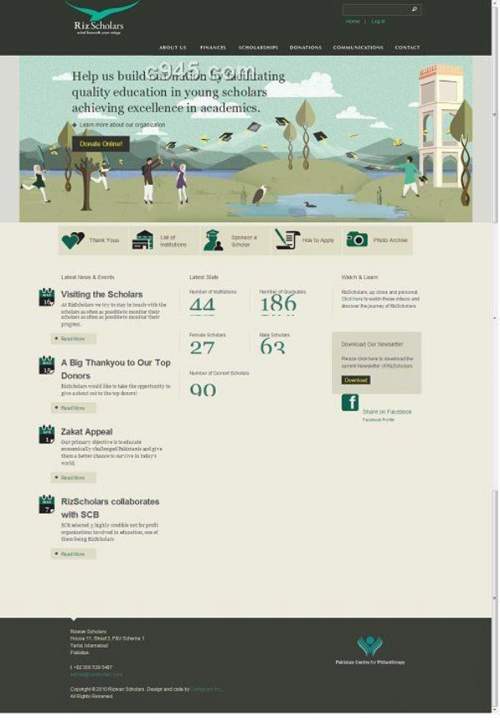 Riz Scholars
Home | Log in
ABOUT US FINANCES SCHOLARSHIPS DONATIONS COMMUNICATIONS CONTACT
c945.com
Help us build
quality education in young scholars
achieving excellence in academics.
Learn more about our organization
Donate Online!
Thank Yous
List of
Institutions
Sponsor a
Scholar
How to Apply
Photo Archive
Latest News & Events
Visiting the Scholars
At RizScholars we try to stay in touch with the
scholars as often as possible to monitor their
scholars as often as possible to monitor their
progress.
Read More
A Big Thankyou to Our Top
Donors
RizScholars would like to take the opportunity to
give a shout out to the top donors!
Read More
Zakat Appeal
Our primary objective is to educate
economically challenged Pakistanis and give
them a better chance to survive in today's
world.
Read More
RizScholars collaborates
with SCB
SCB selected 5 highly credible not for profit
organizations involved in education, one of
them being RizScholars
Read More
Latest Stats
Number of Institutions
44
Number of Graduates
186
Female Scholars
27
Male Scholars
63
Number of Current Scholars
90
Watch & Learn
RizScholars, up close and personal.
Click here to watch these videos and
discover the journey of RizScholars.
Download Our Newsletter
Please click here to download the
current Newsletter of RizScholars.
Download
Share on Facebook
Facebook Profile
Rizwan Scholars
House 11, Street 3, PAU Scheme 1
Tarlai, Islamabad
Pakistan
Copyright © 2010 Rizwan Scholars. Design and code by
All Rights Reserved.
Pakistan Centre for Philanthropy